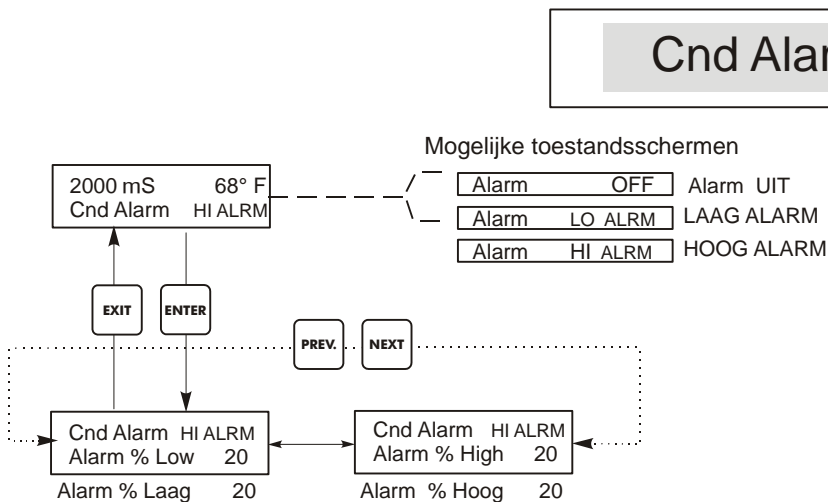 Cnd Alar
Mogelijke toestandsschermen
2000 mS 68° F
Cnd Alarm HI ALRM
Alarm OFF Alarm UIT
Alarm LO ALRM LAAG ALARM
Alarm HI ALRM HOOG ALARM
EXIT ENTER
PREV. NEXT
Cnd Alarm HI ALRM
Alarm % Low 20
Cnd Alarm HI ALRM
Alarm % High 20
Alarm % Laag 20
Alarm % Hoog 20